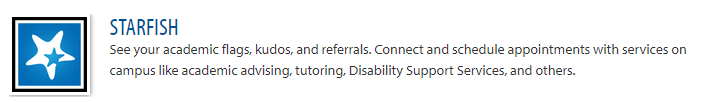 STARFISH
See your academic flags, kudos, and referrals. Connect and schedule appointments with services on
campus like academic advising, tutoring, Disability Support Services, and others.